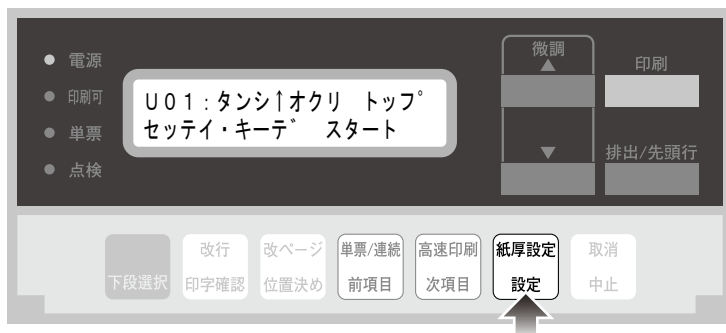 電源
印刷可
単票
点検
U01:タンシ↑オクリ トップ゜
セッテイ・キーデ゛ スタート
微調
▲
▼
印刷
排出/先頭行
下段選択
改行
印字確認
改ページ
位置決め
単票/連続
前項目
高速印刷
次項目
紙厚設定
設定
取消
中止